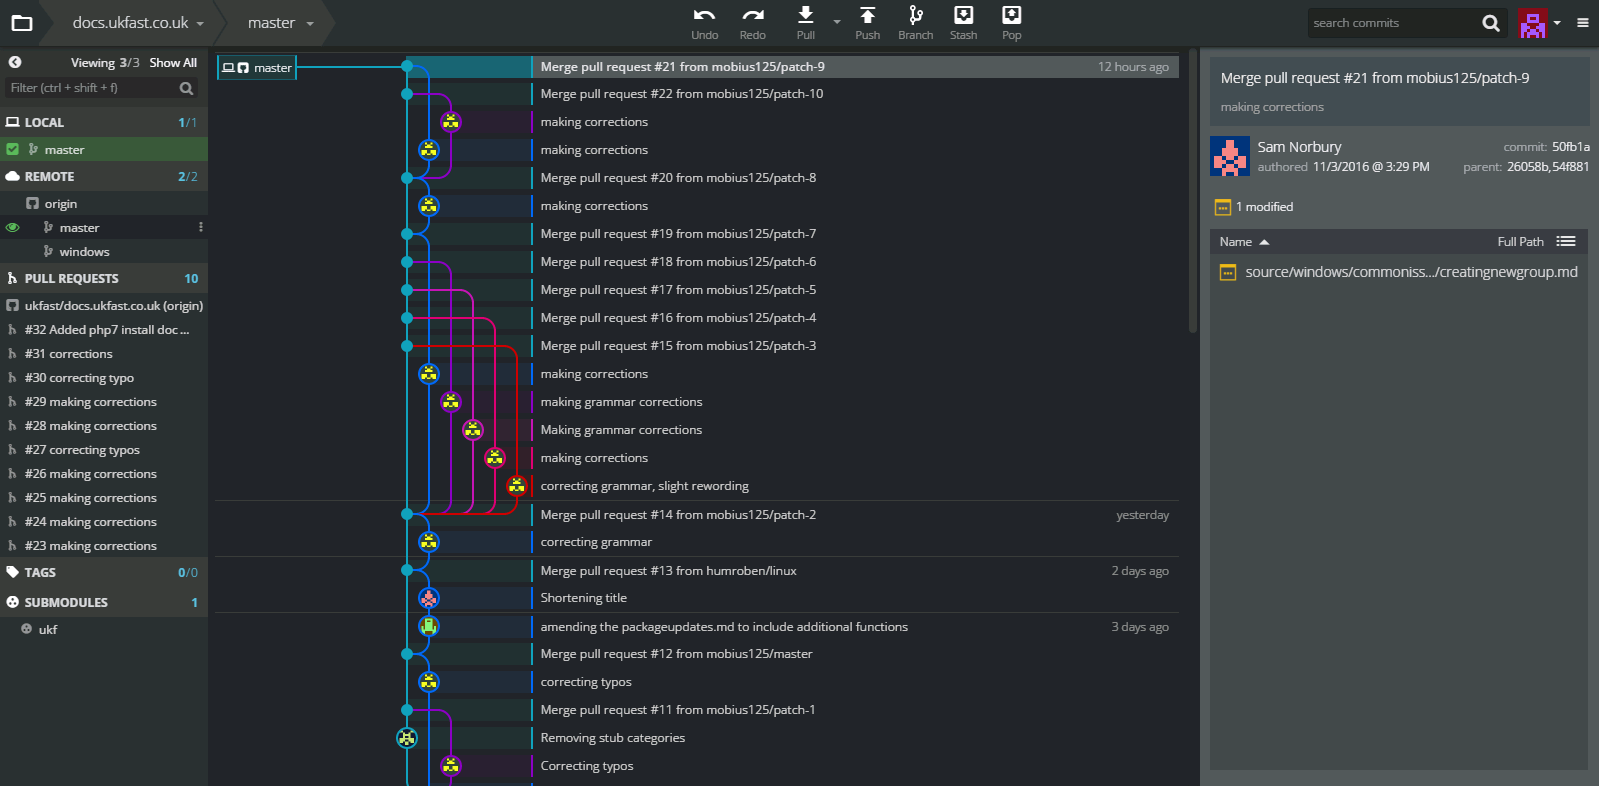 docs.ukfast.co.uk
master
Undo
Redo
Pull
Push
Branch
Stash
Pop
search commits
Viewing 3/3 Show All
Filter (ctrl + shift + f)
LOCAL 1/1
master
REMOTE 2/2
origin
master
windows
PULL REQUESTS 10
ukfast/docs.ukfast.co.uk (origin)
#32 Added php7 install doc ...
#31 corrections
#30 correcting typo
#29 making corrections
#28 making corrections
#27 correcting typos
#26 making corrections
#25 making corrections
#24 making corrections
#23 making corrections
TAGS 0/0
SUBMODULES 1
ukf
master
Merge pull request #21 from mobius125/patch-9 12 hours ago
Merge pull request #22 from mobius125/patch-10
making corrections
making corrections
Merge pull request #20 from mobius125/patch-8
making corrections
Merge pull request #19 from mobius125/patch-7
Merge pull request #18 from mobius125/patch-6
Merge pull request #17 from mobius125/patch-5
Merge pull request #16 from mobius125/patch-4
Merge pull request #15 from mobius125/patch-3
making corrections
making grammar corrections
Making grammar corrections
making corrections
correcting grammar, slight rewording
Merge pull request #14 from mobius125/patch-2 yesterday
correcting grammar
Merge pull request #13 from humroben/linux 2 days ago
Shortening title
amending the packageupdates.md to include additional functions 3 days ago
Merge pull request #12 from mobius125/master
correcting typos
Merge pull request #11 from mobius125/patch-1
Removing stub categories
Correcting typos
Merge pull request #21 from mobius125/patch-9
making corrections
Sam Norbury commit: 50fb1a
authored 11/3/2016 @ 3:29 PM parent: 26058b,54f881
1 modified
Name Full Path
source/windows/commoniss.../creatingnewgroup.md